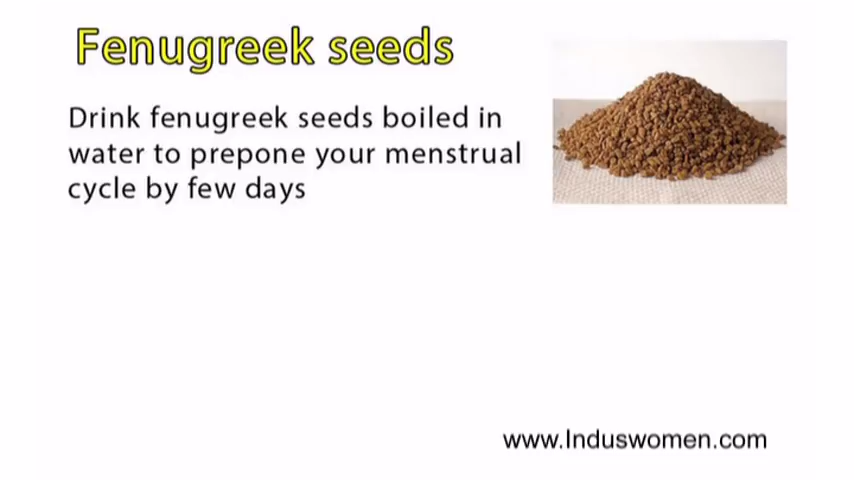 Fenugreek seeds
Drink fenugreek seeds boiled in
water to prepone your menstrual
cycle by few days
www.Induswomen.com